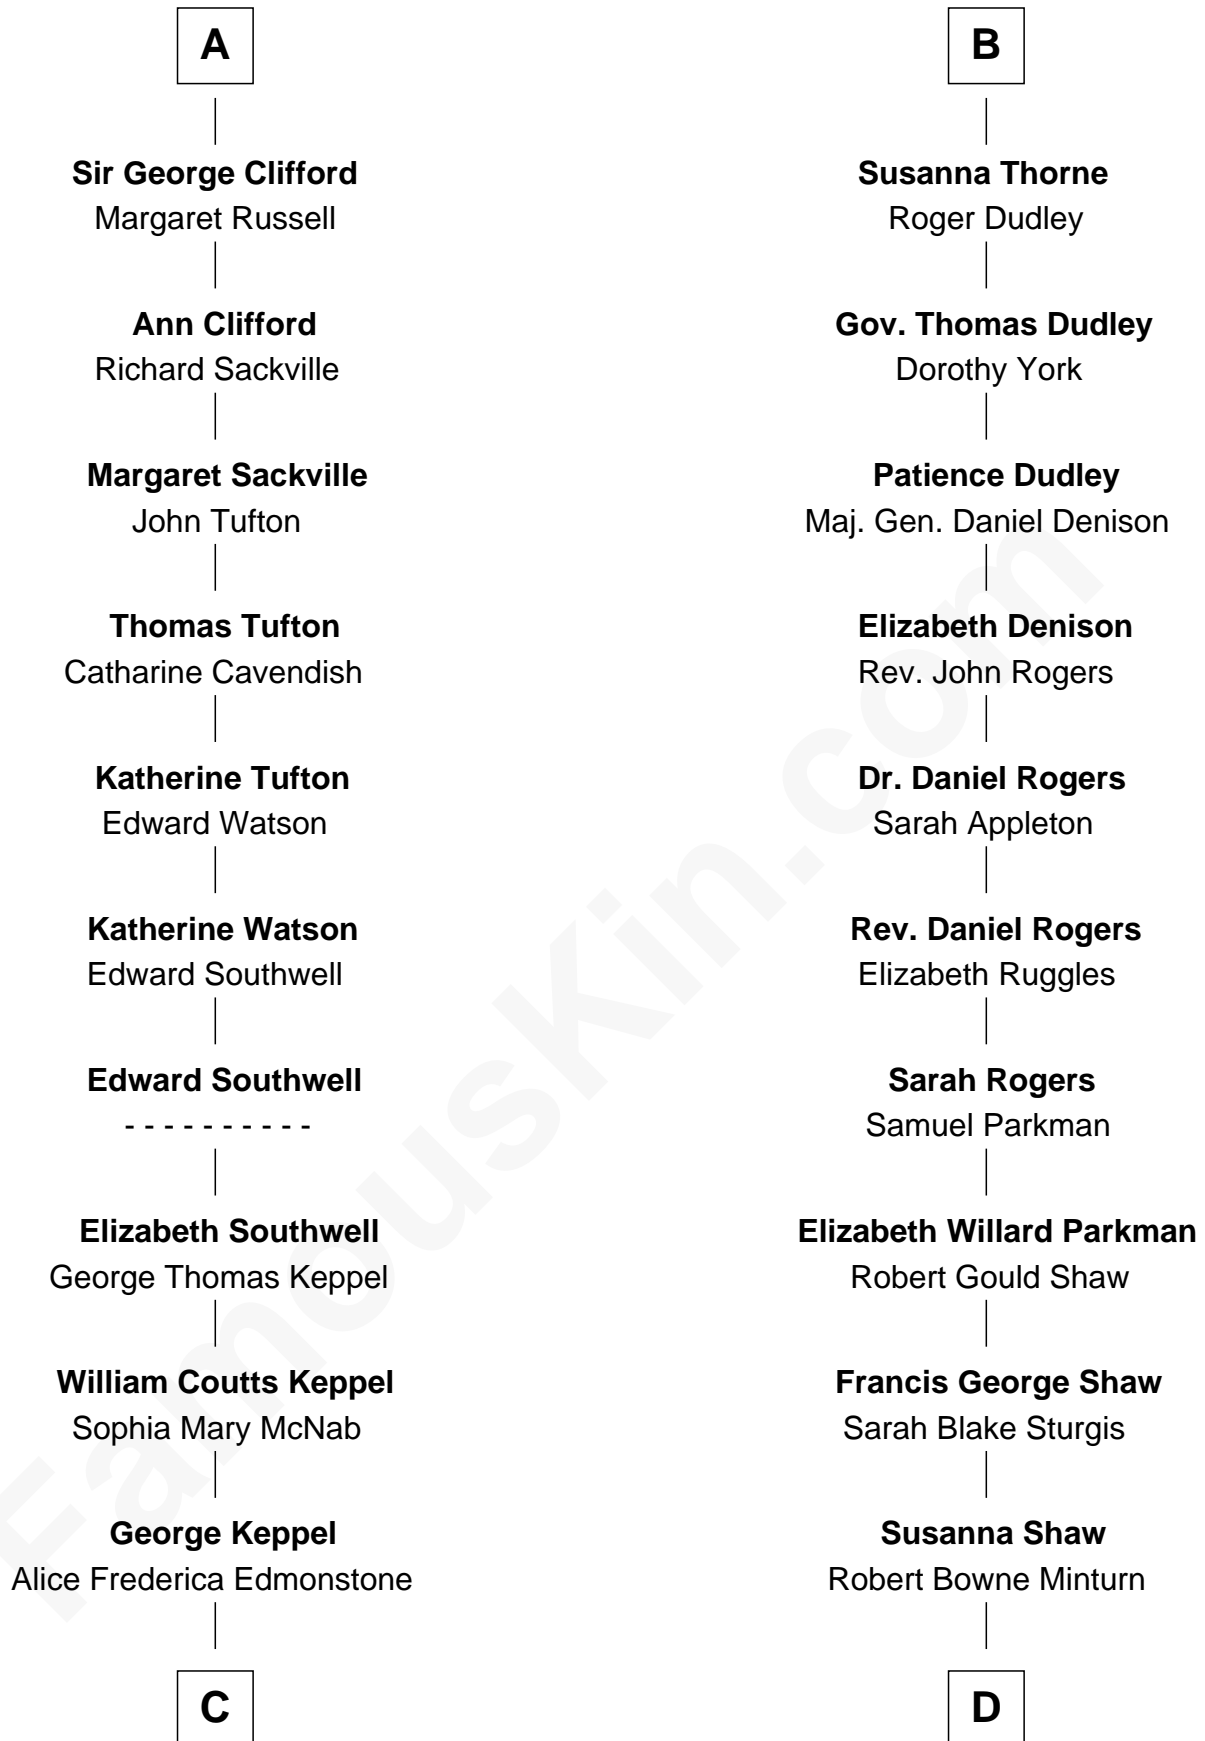 A
Sir George Clifford
Margaret Russell
Ann Clifford
Richard Sackville
Margaret Sackville
John Tufton
Thomas Tufton
Catharine Cavendish
Katherine Tufton
Edward Watson
Katherine Watson
Edward Southwell
Edward Southwell
- - - - - - - - - -
Elizabeth Southwell
George Thomas Keppel
William Coutts Keppel
Sophia Mary McNab
George Keppel
Alice Frederica Edmonstone
C
B
Susanna Thorne
Roger Dudley
Gov. Thomas Dudley
Dorothy York
Patience Dudley
Maj. Gen. Daniel Denison
Elizabeth Denison
Rev. John Rogers
Dr. Daniel Rogers
Sarah Appleton
Rev. Daniel Rogers
Elizabeth Ruggles
Sarah Rogers
Samuel Parkman
Elizabeth Willard Parkman
Robert Gould Shaw
Francis George Shaw
Sarah Blake Sturgis
Susanna Shaw
Robert Bowne Minturn
D
FamousKin.com